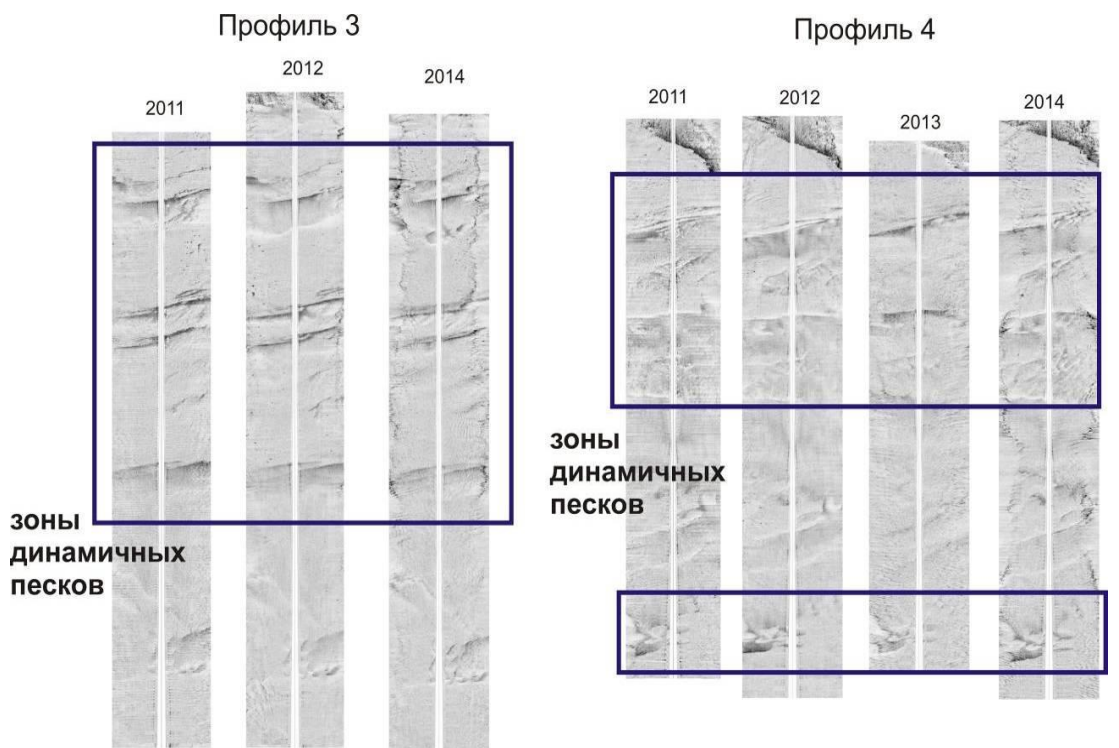 Профиль 3
2011
2012
2014
зоны
динамичных
песков
Профиль 4
2011
2012
2013
2014
зоны
динамичных
песков